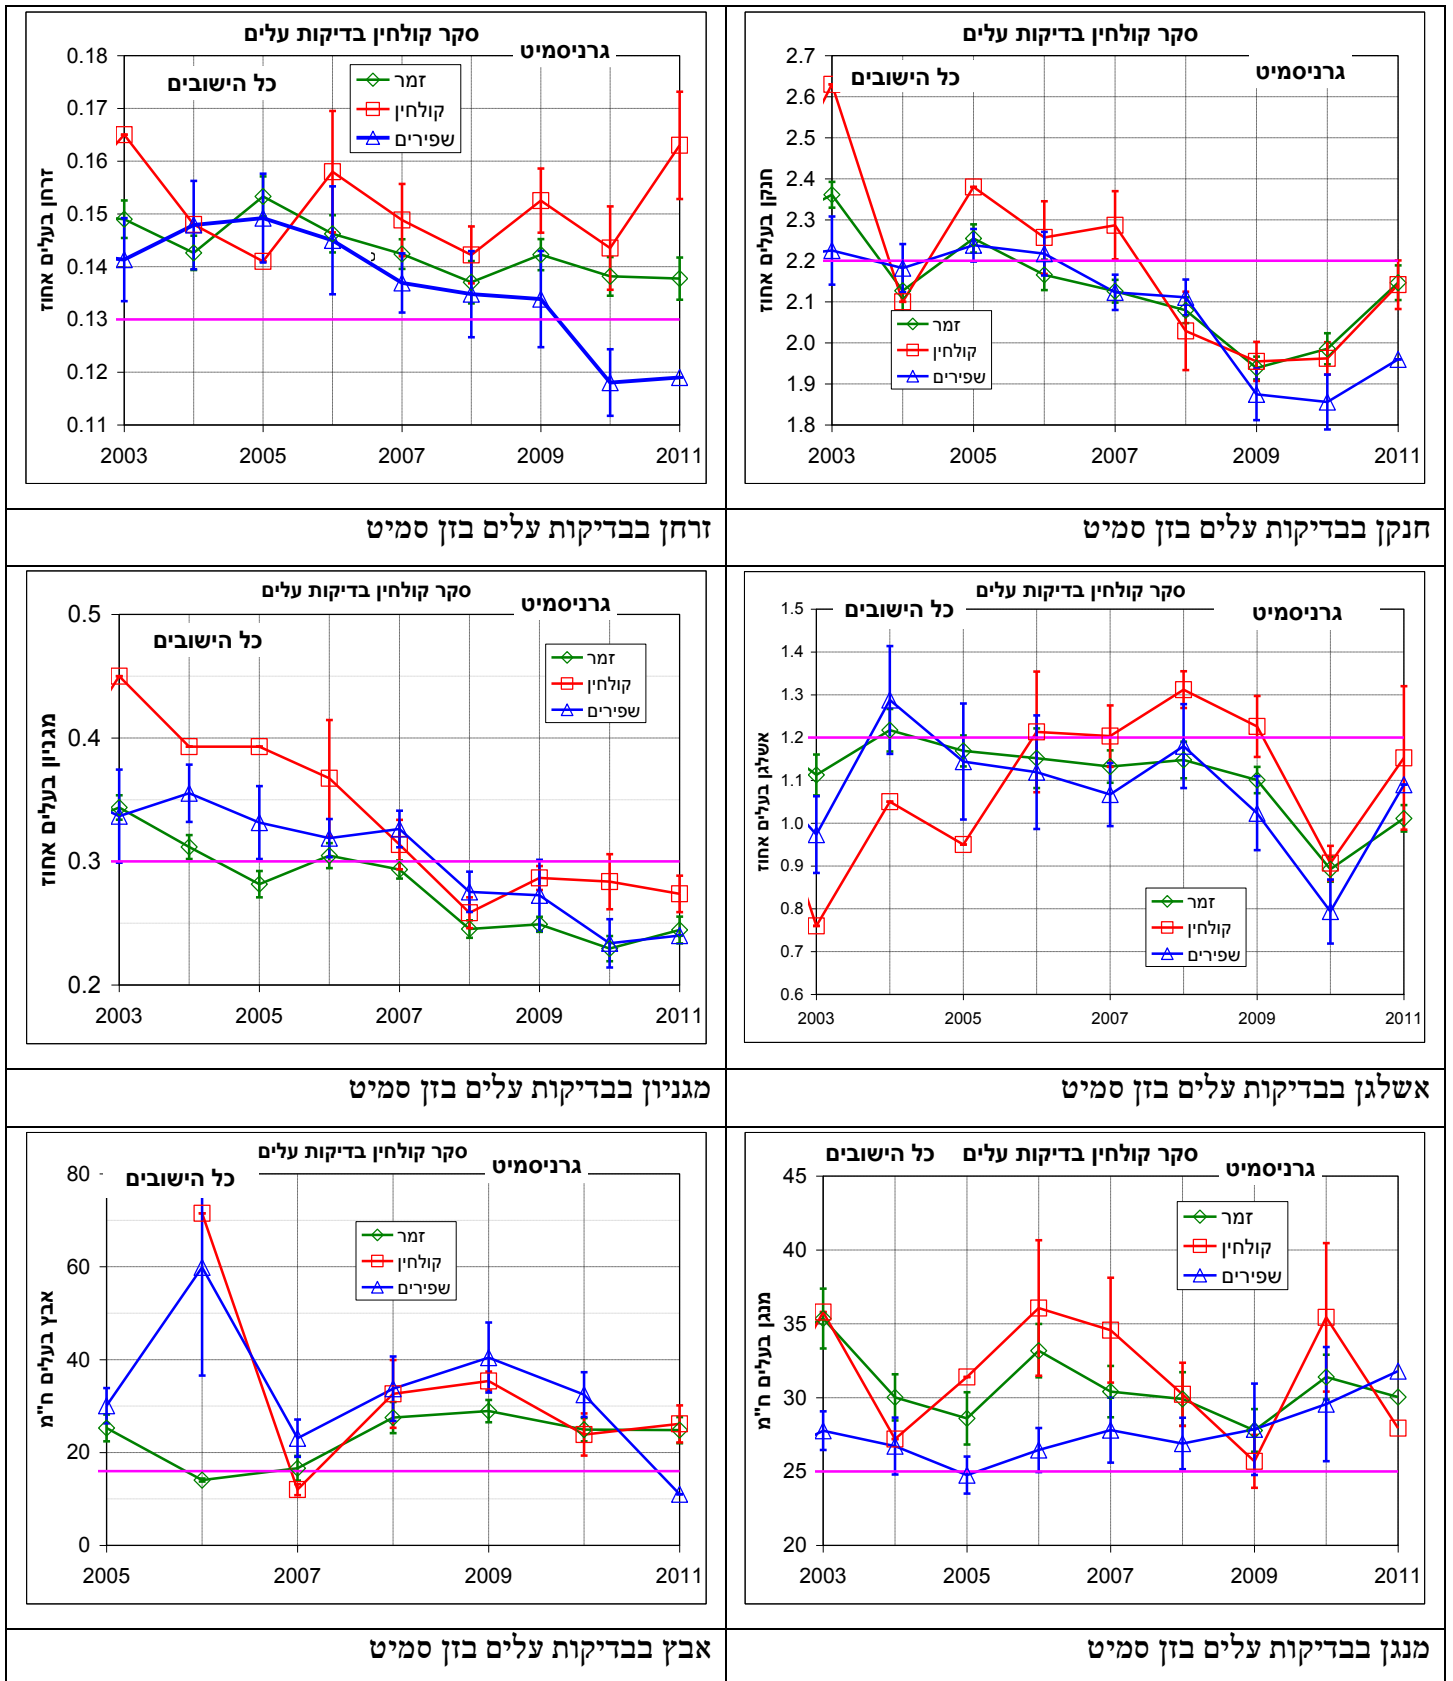 סקר קולחין בדיקות עלים
גרניסמיט
כל הישובים
חנקן בעלים אחוז
2.7
2.6
2.5
2.4
2.3
2.2
2.1
2.0
1.9
1.8
זמר
קולחין
שפירים
2003 2005 2007 2009 2011
חנקן בבדיקות עלים בזן סמיט
סקר קולחין בדיקות עלים
גרניסמיט
כל הישובים
זרחן בעלים אחוז
0.18
0.17
0.16
0.15
0.14
0.13
0.12
0.11
זמר
קולחין
שפירים
2003 2005 2007 2009 2011
זרחן בבדיקות עלים בזן סמיט
סקר קולחין בדיקות עלים
גרניסמיט
כל הישובים
אשלגן בעלים אחוז
1.5
1.4
1.3
1.2
1.1
1.0
0.9
0.8
0.7
0.6
זמר
קולחין
שפירים
2003 2005 2007 2009 2011
אשלגן בבדיקות עלים בזן סמיט
סקר קולחין בדיקות עלים
גרניסמיט
כל הישובים
מגניון בעלים אחוז
0.5
0.4
0.3
0.2
זמר
קולחין
שפירים
2003 2005 2007 2009 2011
מגניון בבדיקות עלים בזן סמיט
סקר קולחין בדיקות עלים
גרניסמיט
כל הישובים
מנגן בעלים ח"מ
45
40
35
30
25
20
זמר
קולחין
שפירים
2003 2005 2007 2009 2011
מנגן בבדיקות עלים בזן סמיט
סקר קולחין בדיקות עלים
גרניסמיט
כל הישובים
אבץ בעלים ח"מ
80
60
40
20
0
זמר
קולחין
שפירים
2005 2007 2009 2011
אבץ בבדיקות עלים בזן סמיט